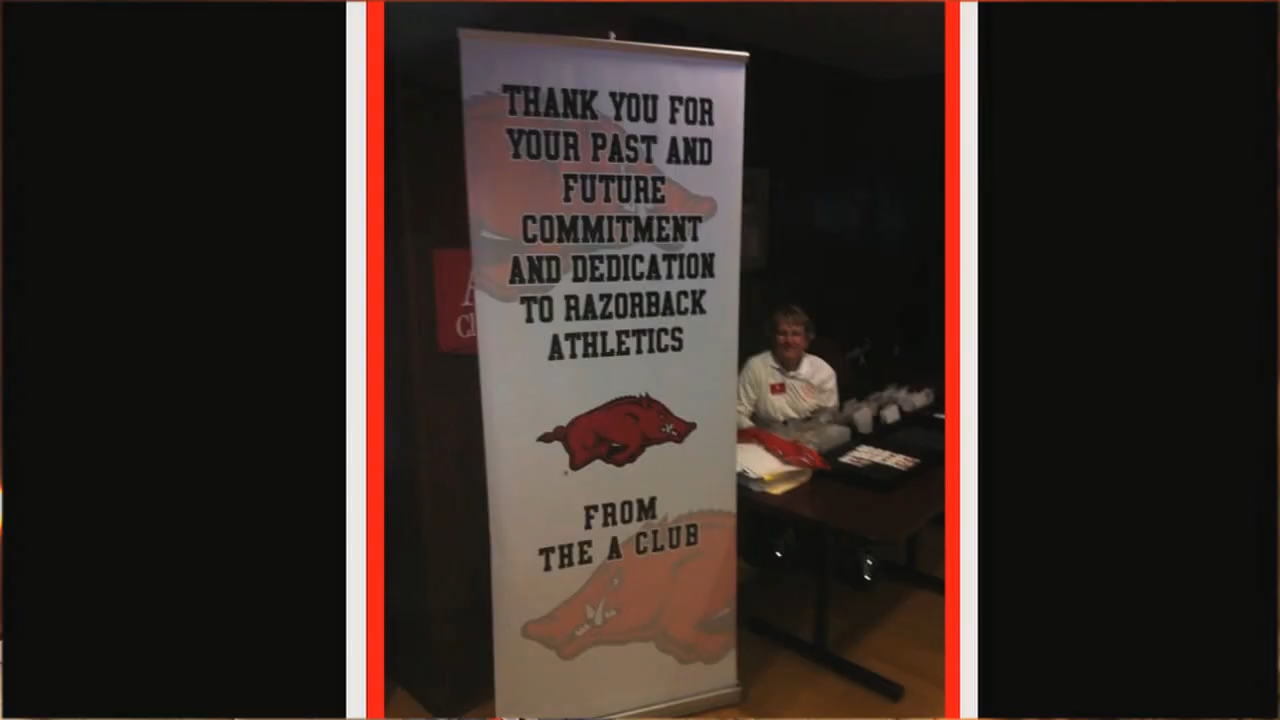 THANK YOU FOR
YOUR PAST AND
FUTURE
COMMITMENT
AND DEDICATION
TO RAZORBACK
ATHLETICS
FROM
THE A CLUB